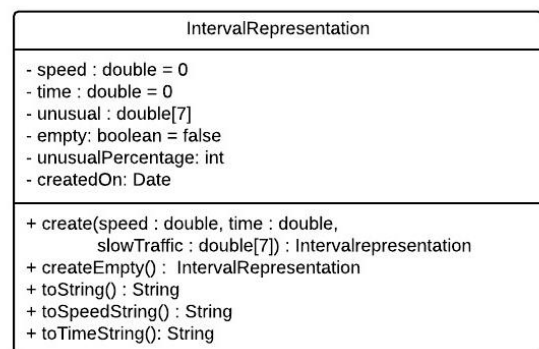 IntervalRepresentation
- speed : double = 0
- time : double = 0
- unusual : double[7]
- empty: boolean = false
- unusualPercentage: int
- createdOn: Date
+ create(speed : double, time : double,
slowTraffic : double[7]) : Intervalrepresentation
+ createEmpty() : IntervalRepresentation
+ toString() : String
+ toSpeedString() : String
+ toTimeString(): String